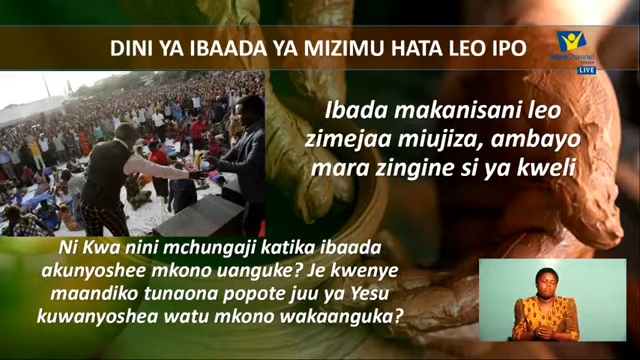 DINI YA IBAADA YA MIZIMU HATA LEO IPO
HopeChannel
LIVE
Ibada makanisani leo
zimejaa miujiza, ambayo
mara zingine si ya kweli
Ni Kwa nini mchungaji katika ibaada
akunyoshee mkono uanguke? Je kwenye
maandiko tunaona popote juu ya Yesu
kuwanyoshea watu mkono wakaanguka?